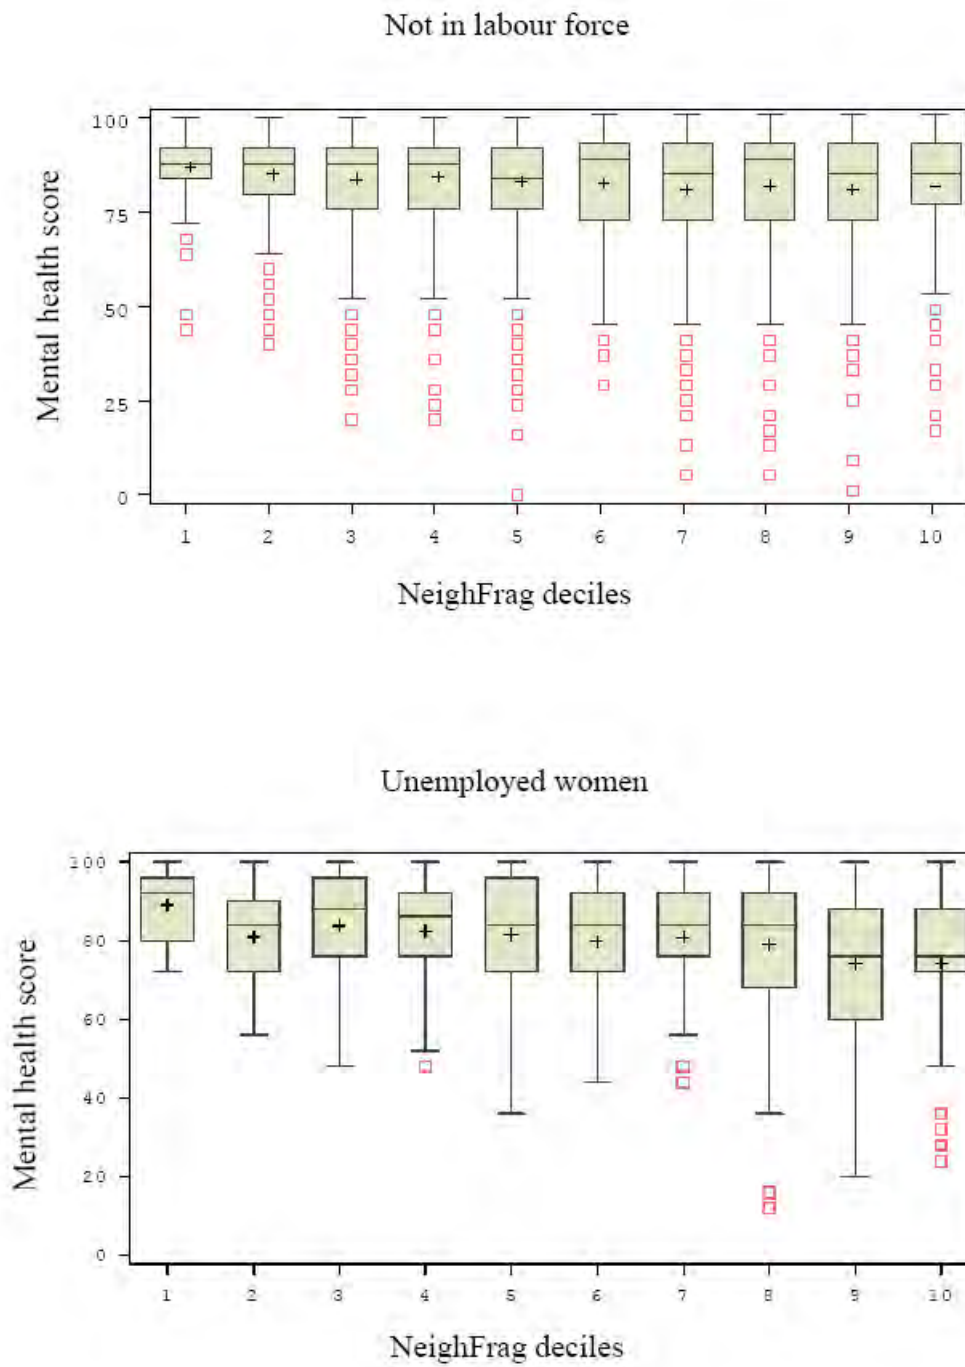 Not in labour force
Mental health score
100
75
50
25
0
1 2 3 4 5 6 7 8 9 10
NeighFrag deciles
Unemployed women
Mental health score
100
80
60
40
20
0
1 2 3 4 5 6 7 8 9 10
NeighFrag deciles